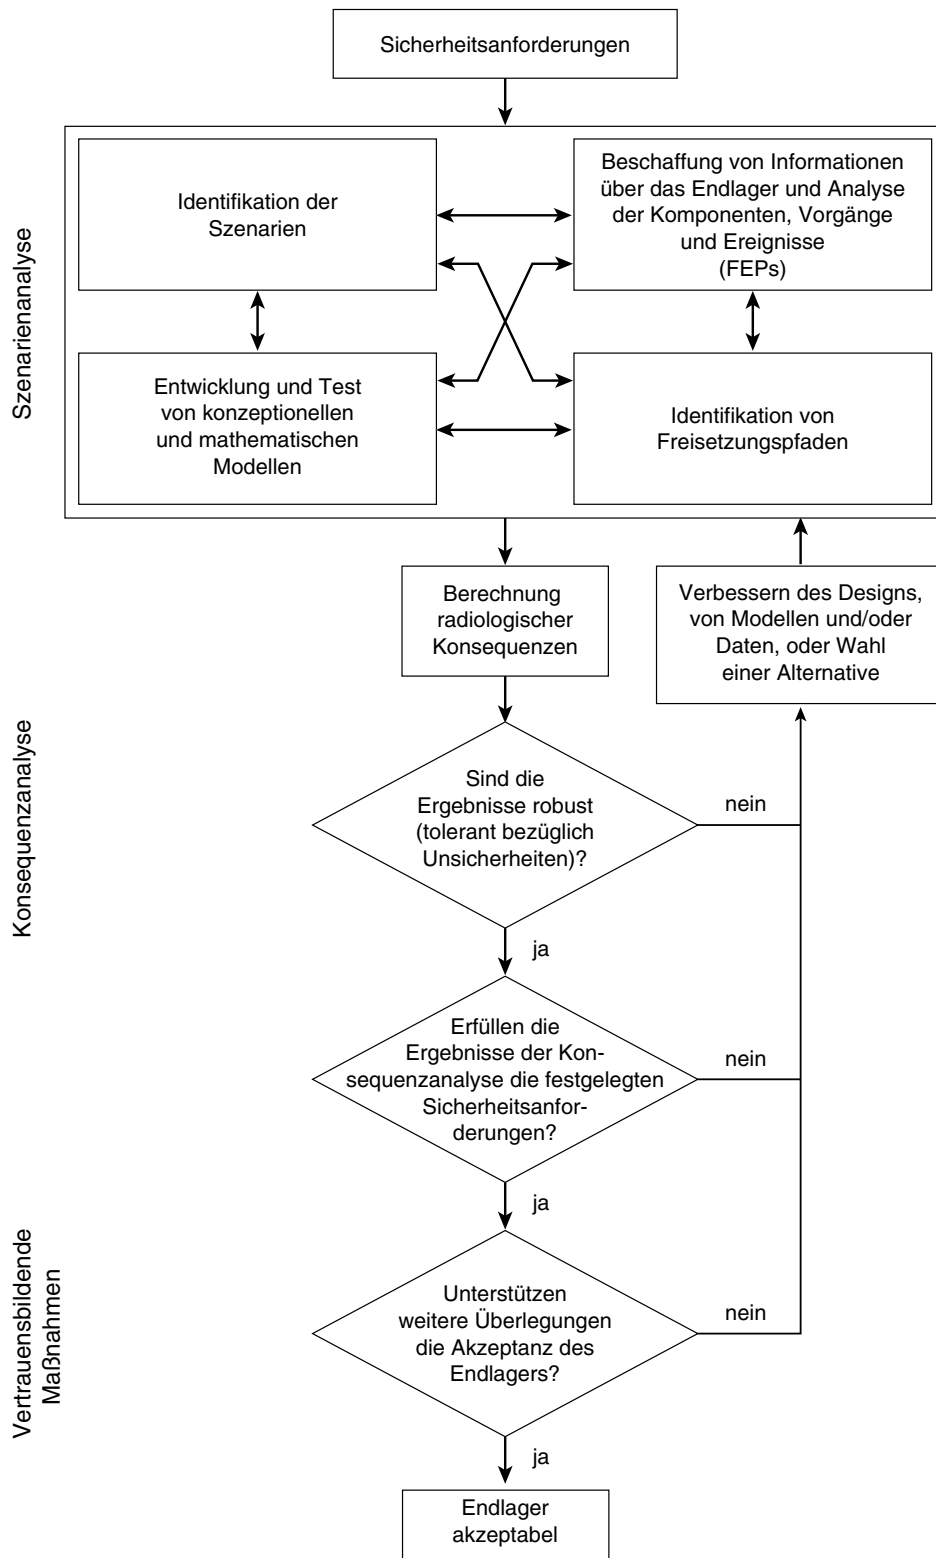 Sicherheitsanforderungen
Szenarienanalyse
Identifikation der
Szenarien
Beschaffung von Informationen
über das Endlager und Analyse
der Komponenten, Vorgänge
und Ereignisse
(FEPs)
Entwicklung und Test
von konzeptionellen
und mathematischen
Modellen
Identifikation von
Freisetzungspfaden
Berechnung
radiologischer
Konsequenzen
Verbessern des Designs,
von Modellen und/oder
Daten, oder Wahl
einer Alternative
Konsequenzanalyse
Sind die
Ergebnisse robust
(tolerant bezüglich
Unsicherheiten)?
nein
ja
Erfüllen die
Ergebnisse der Kon-
sequenzanalyse die festgelegten
Sicherheitsanfor-
derungen?
nein
ja
Vertrauensbildende
Maßnahmen
Unterstützen
weitere Überlegungen
die Akzeptanz des
Endlagers?
nein
ja
Endlager
akzeptabel